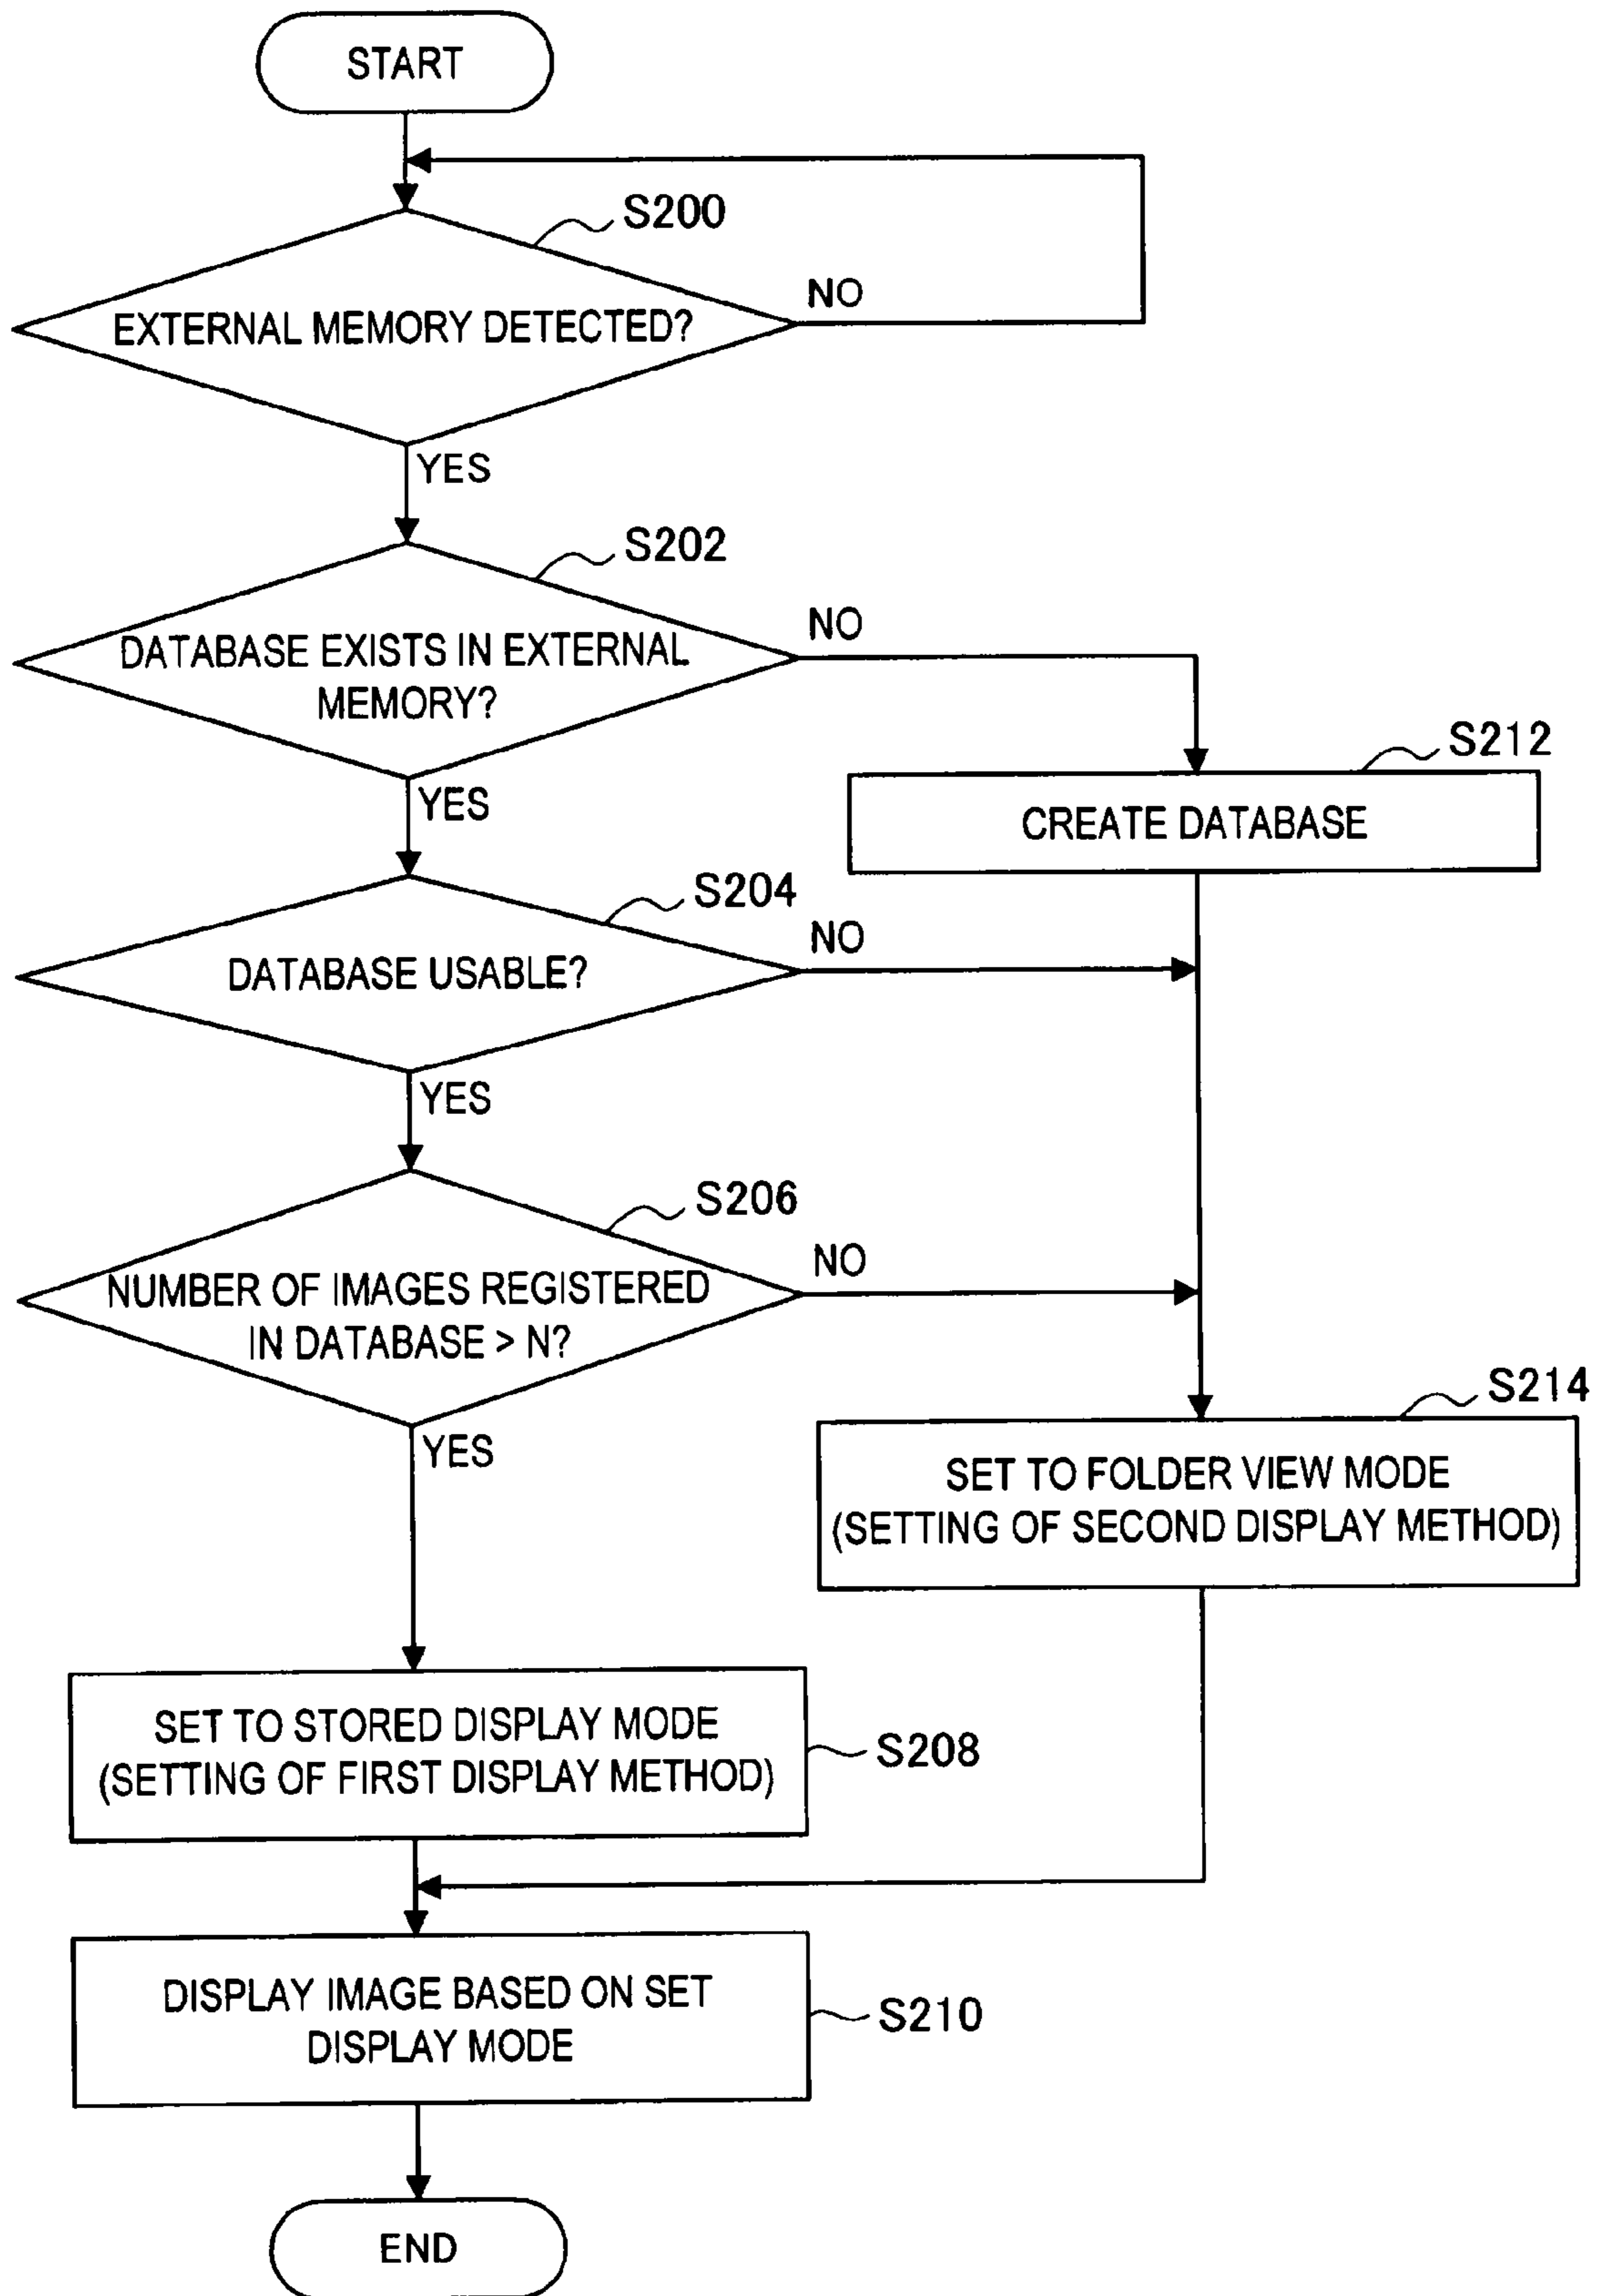 START
S200
NO
EXTERNAL MEMORY DETECTED?
YES
S202
NO
DATABASE EXISTS IN EXTERNAL
MEMORY?
YES
S212
CREATE DATABASE
S204
NO
DATABASE USABLE?
YES
S206
NO
NUMBER OF IMAGES REGISTERED
IN DATABASE > N?
YES
S214
SET TO FOLDER VIEW MODE
(SETTING OF SECOND DISPLAY METHOD)
SET TO STORED DISPLAY MODE
(SETTING OF FIRST DISPLAY METHOD)
S208
DISPLAY IMAGE BASED ON SET
DISPLAY MODE
S210
END